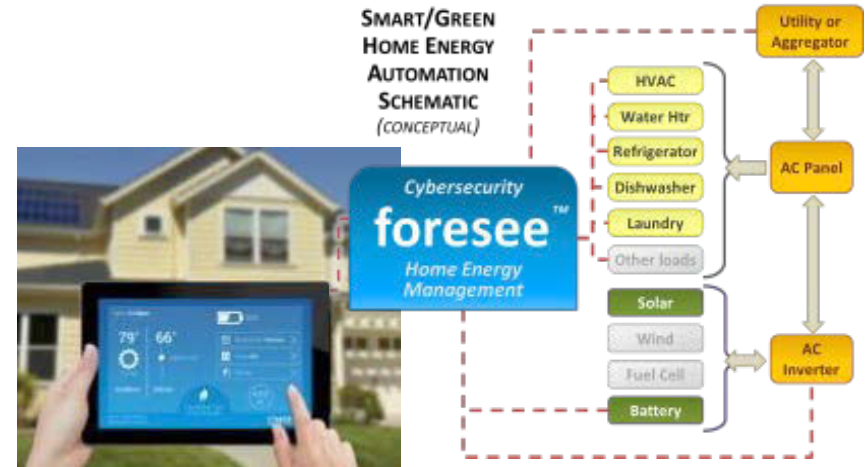 SMART/GREEN
HOME ENERGY
AUTOMATION
SCHEMATIC
(CONCEPTUAL)
Utility or
Aggregator
HVAC
Water Htr
Refrigerator
Dishwasher
Laundry
Other loads
AC Panel
Cybersecurity
foresee™
Home Energy
Management
Solar
Wind
Fuel Cell
Battery
AC
Inverter
79°
66°